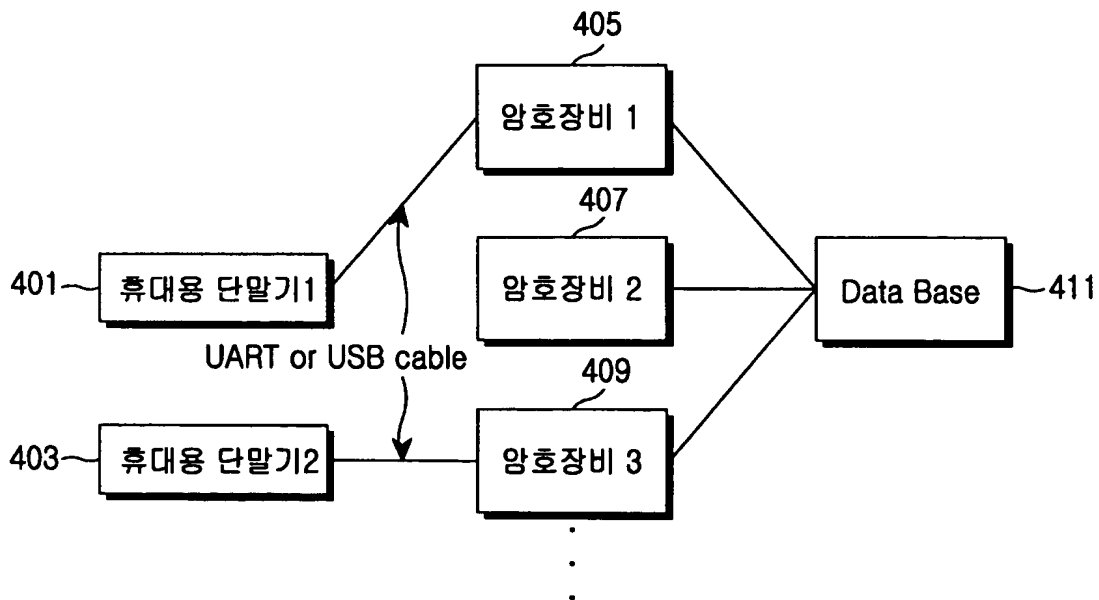 405
암호장비 1
407
401
휴대용 단말기1
암호장비 2
Data Base
411
UART or USB cable
409
403
휴대용 단말기2
암호장비 3